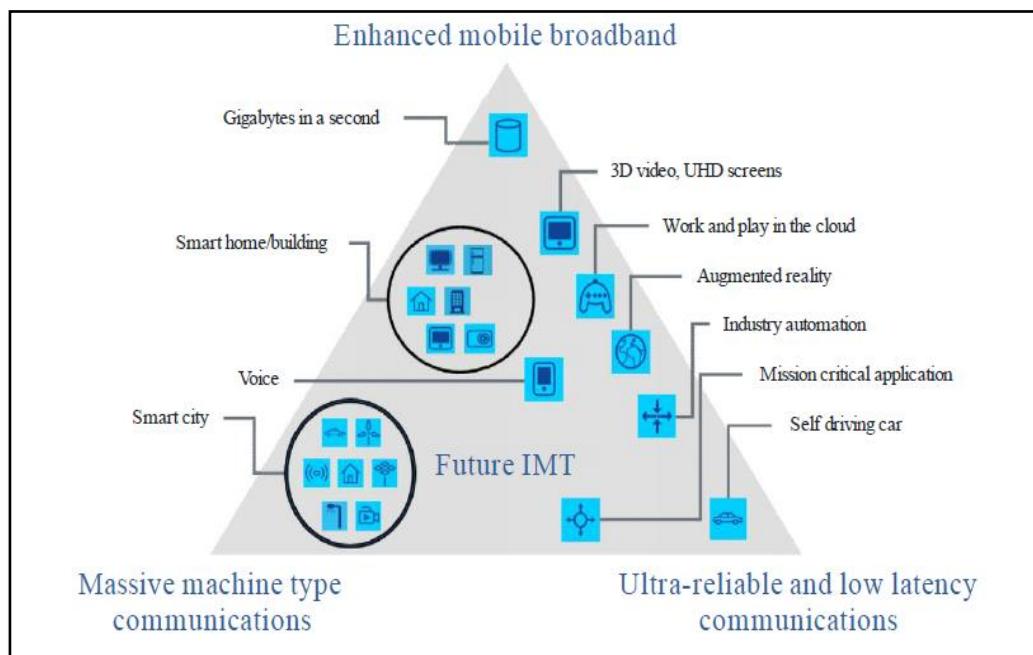 Enhanced mobile broadband
Gigabytes in a second
3D video, UHD screens
Smart home/building
Work and play in the cloud
Augmented reality
Industry automation
Voice
Mission critical application
Smart city
Self driving car
Future IMT
Massive machine type
communications
Ultra-reliable and low latency
communications